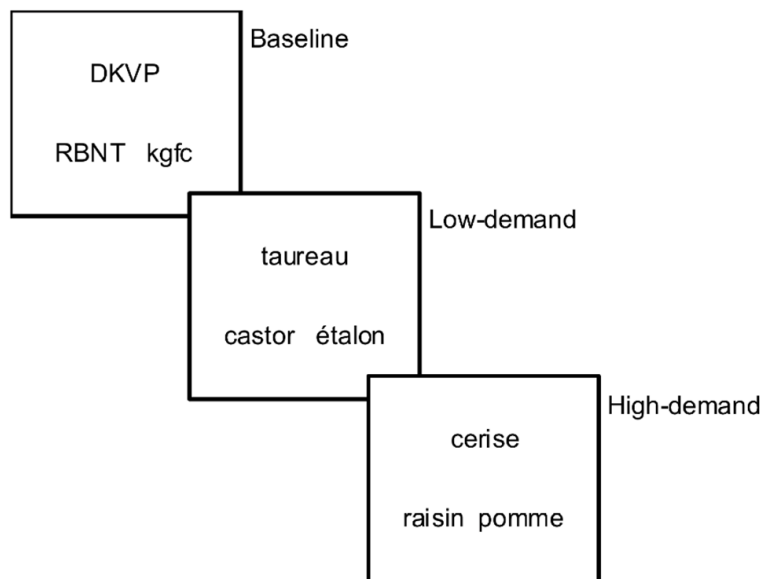 Baseline
DKVP
RBNT kgfc
Low-demand
taureau
castor étalon
High-demand
cerise
raisin pomme